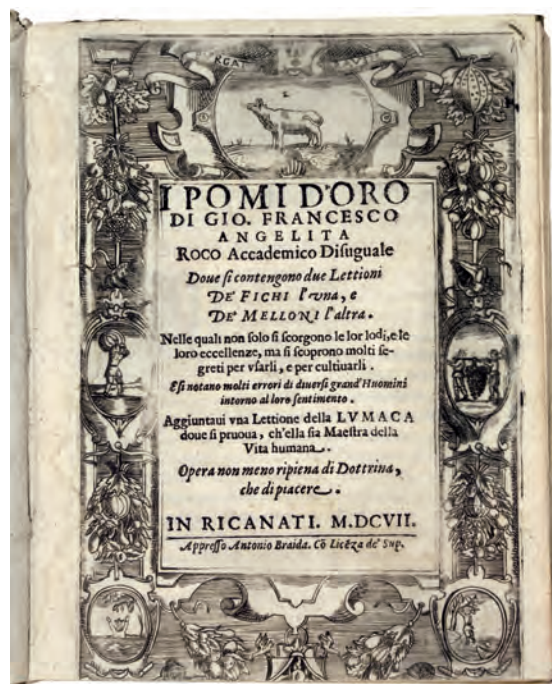 I POMI D'ORO
DI GIO. FRANCESCO
ANGELITA
ROCO Accademico Disuguale
Doue si contengono due Lettioni
DE' FICHI l'vna, e
DE' MELLONI l'altra.
Nelle quali non solo si scorgono le lor lodi, e le
loro eccellenze, ma si scoprono molti se-
greti per vsarli, e per cultiuarli.
E si notano molti errori di diuersi grand'Huomini
intorno al loro sentimento.
Aggiuntaui vna Lettione della LVMACA
doue si pruoua, ch'ella sia Maestra della
Vita humana.
Opera non meno ripiena di Dottrina,
che di piacere.
IN RICANATI. M.DCVII.
Appresso Antonio Braida. Cō Licēza de' Sup.